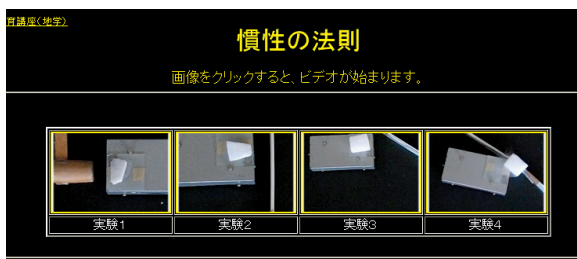 育講座(地学)
慣性の法則
画像をクリックすると、ビデオが始まります。
実験1
実験2
実験3
実験4